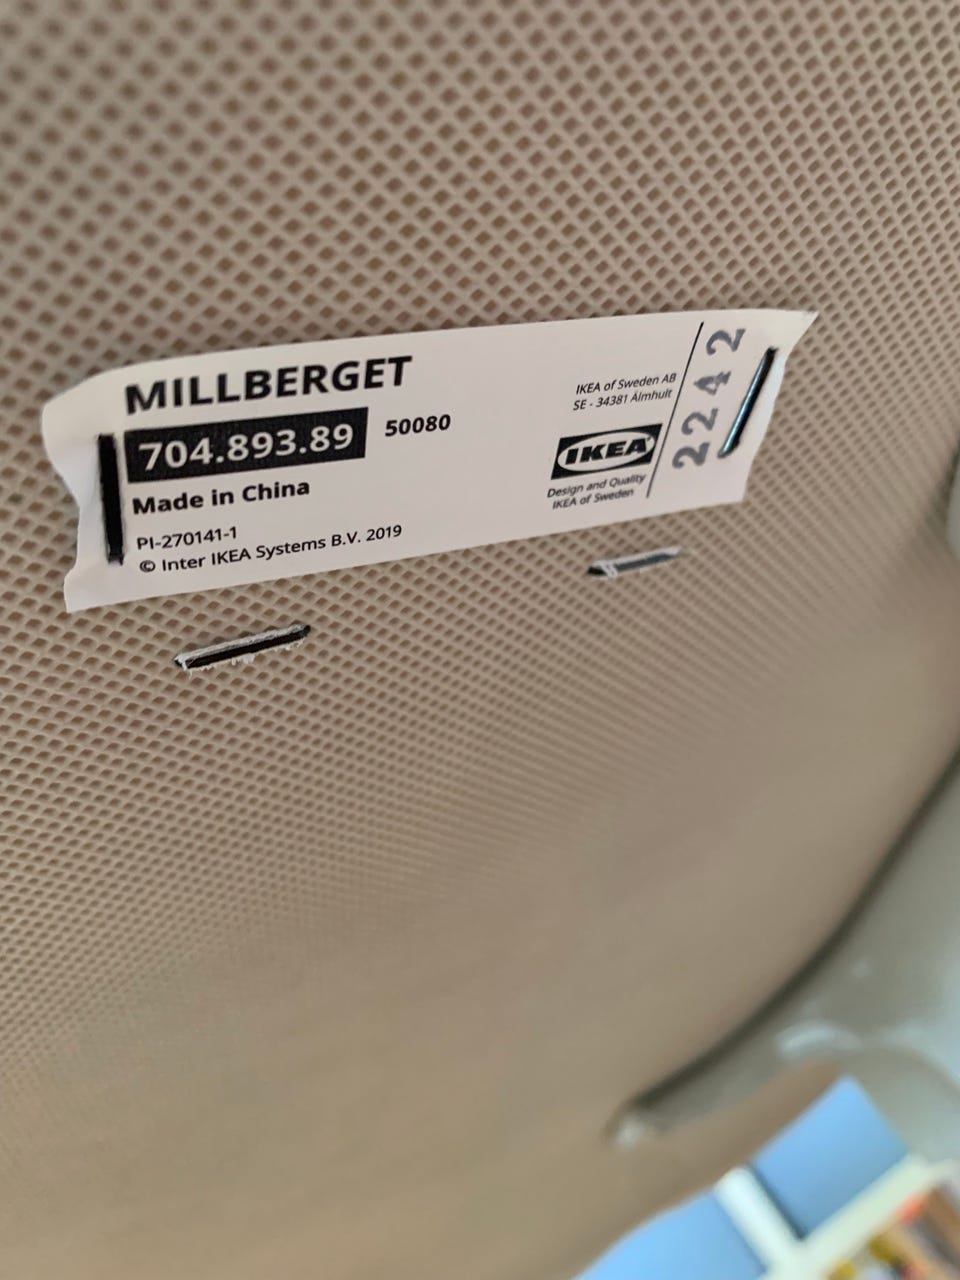 MILLBERGET
704.893.89 50080
Made in China
PI-270141-1
© Inter IKEA Systems B.V. 2019
IKEA of Sweden AB
SE - 34381 Älmhult
IKEA
Design and Quality
IKEA of Sweden
2242